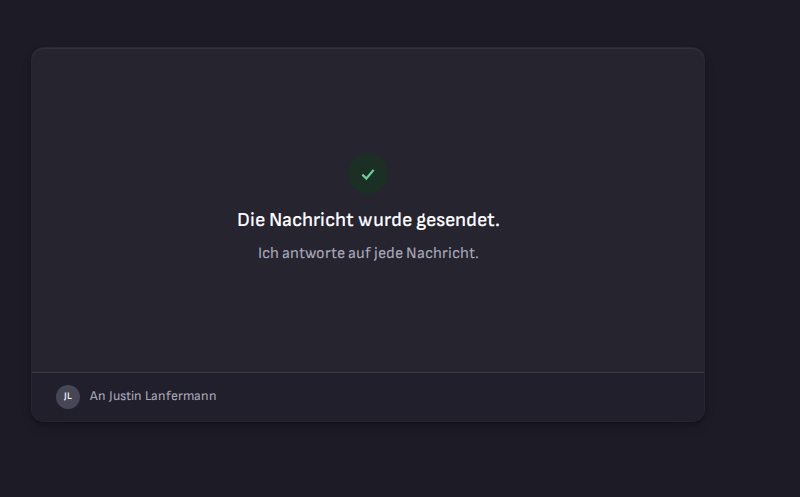 Die Nachricht wurde gesendet.
Ich antworte auf jede Nachricht.
JL An Justin Lanfermann